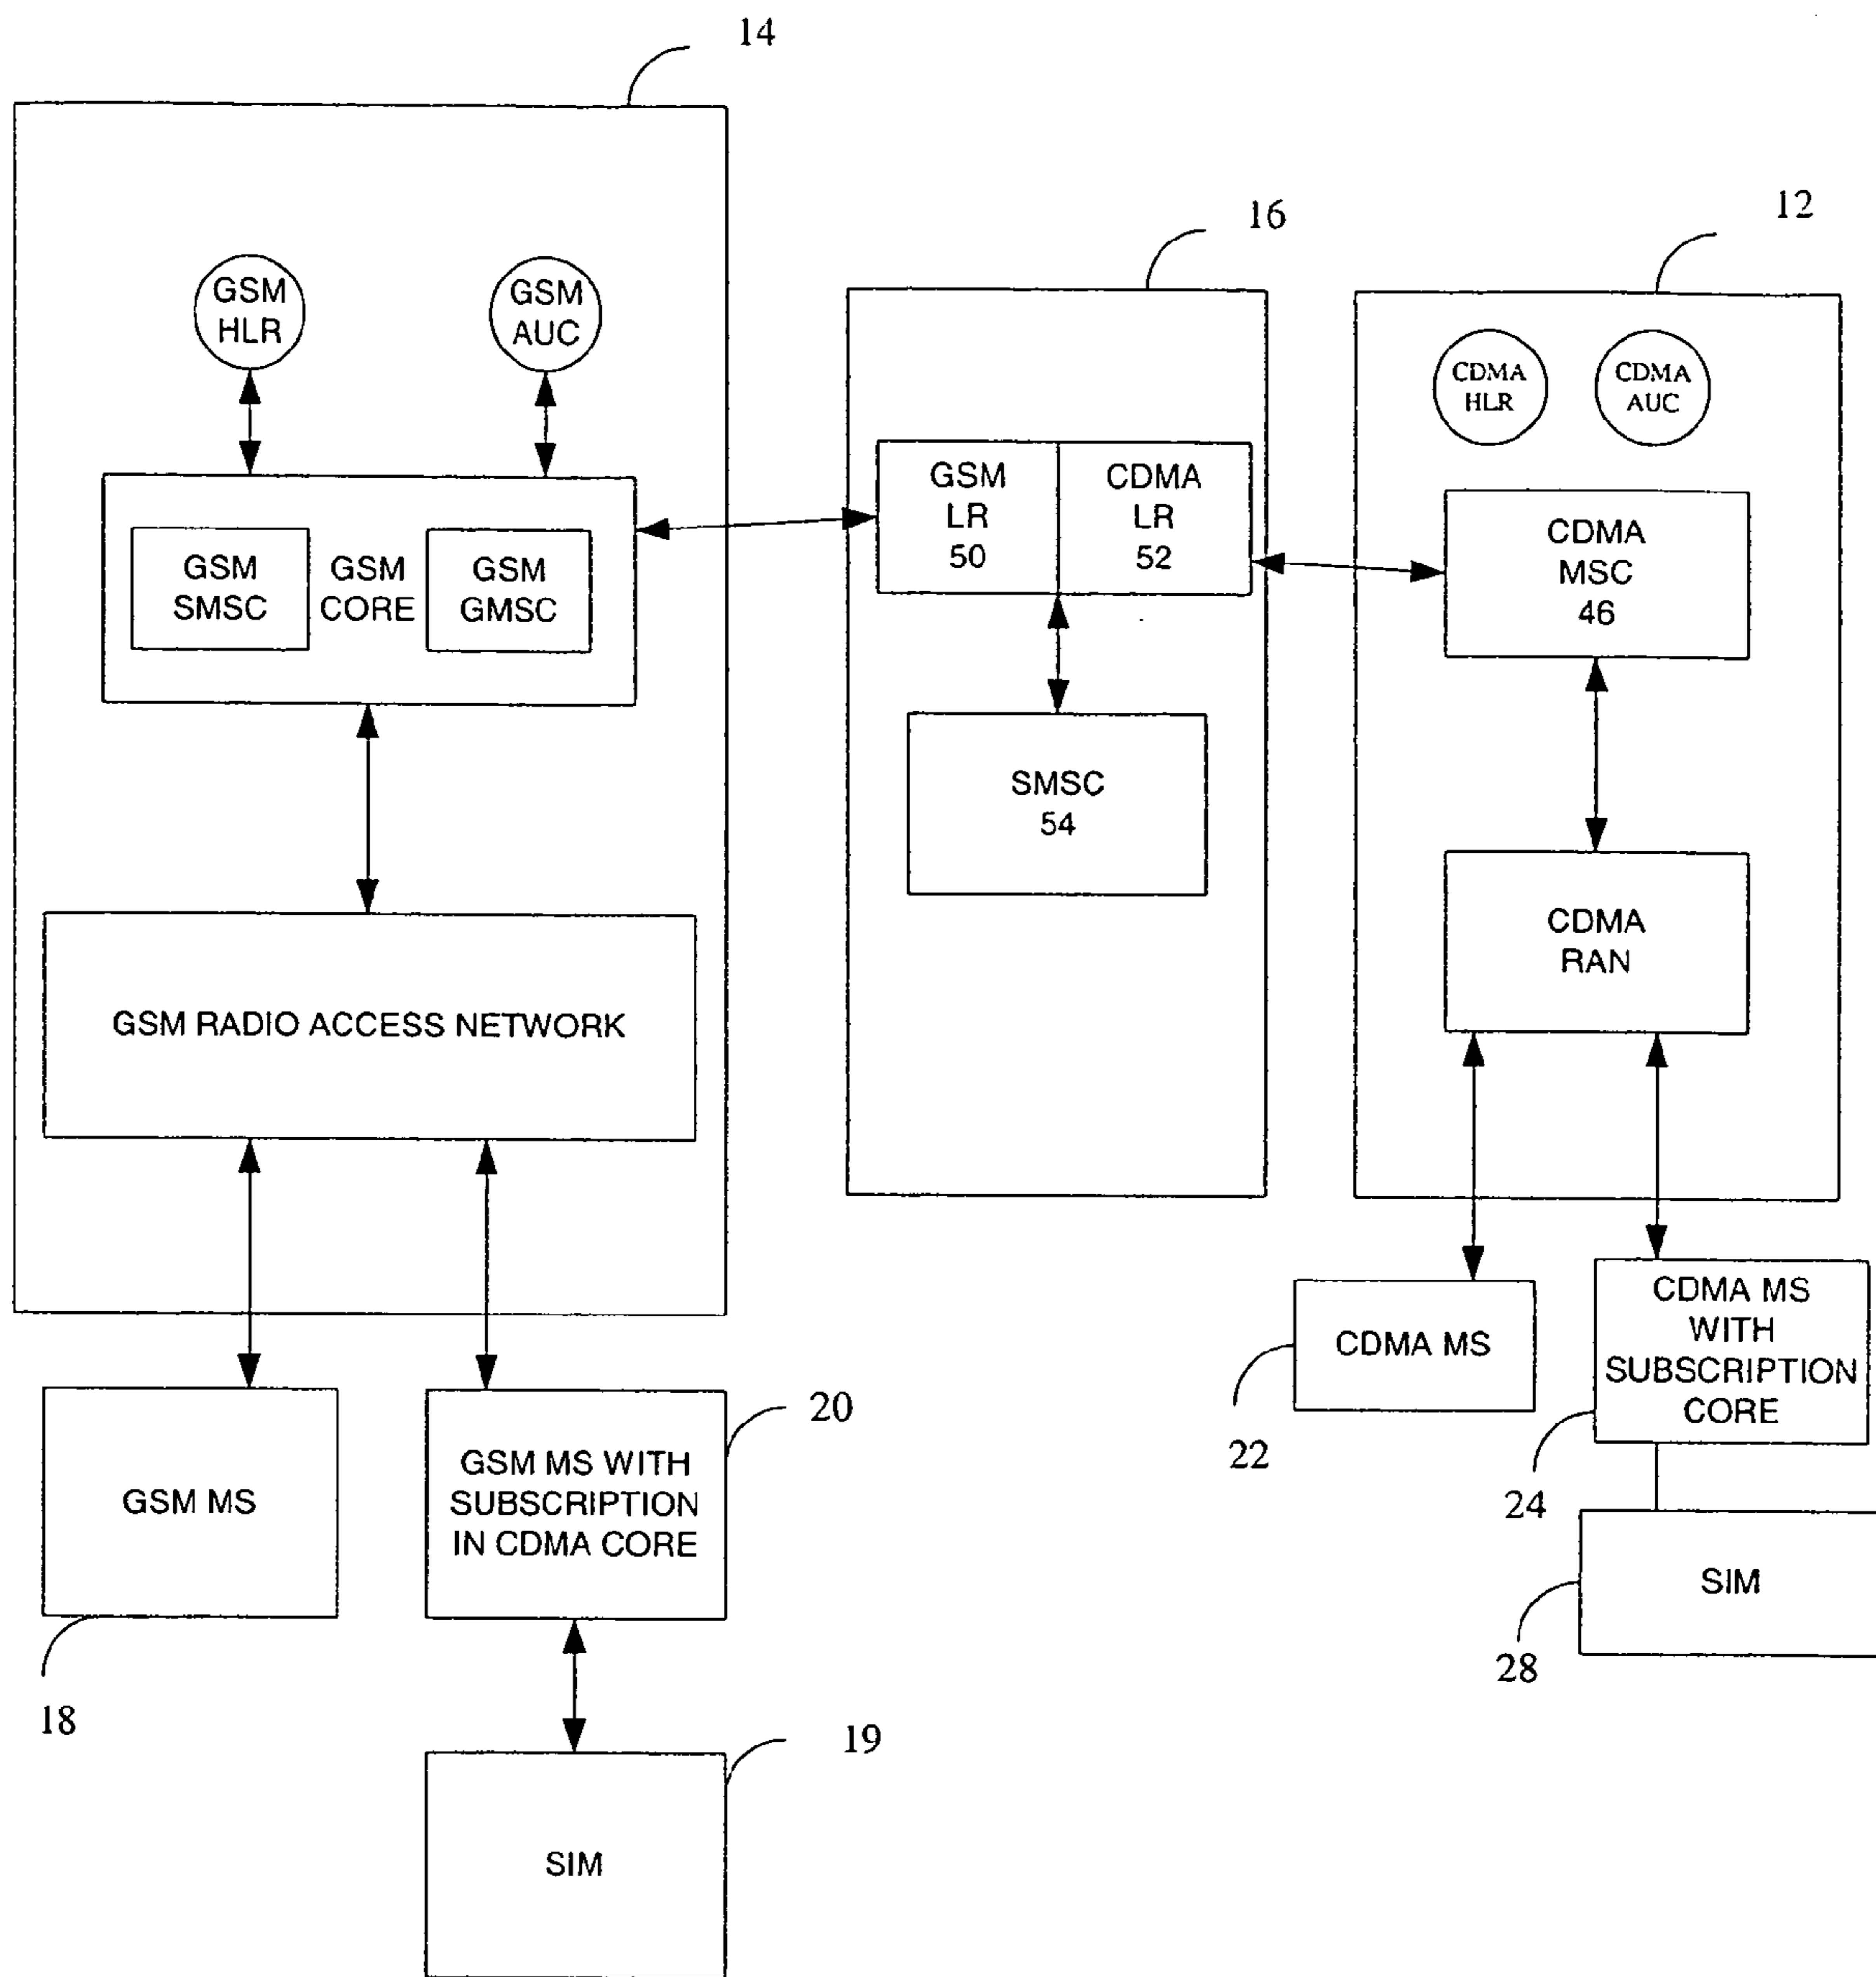 14
GSM
HLR
GSM
AUC
GSM
SMSC
GSM
CORE
GSM
GMSC
GSM RADIO ACCESS NETWORK
GSM MS
18
GSM MS WITH
SUBSCRIPTION
IN CDMA CORE
20
SIM
19
16
GSM
LR
50
CDMA
LR
52
SMSC
54
12
CDMA
HLR
CDMA
AUC
CDMA
MSC
46
CDMA
RAN
CDMA MS
22
CDMA MS
WITH
SUBSCRIPTION
CORE
24
SIM
28